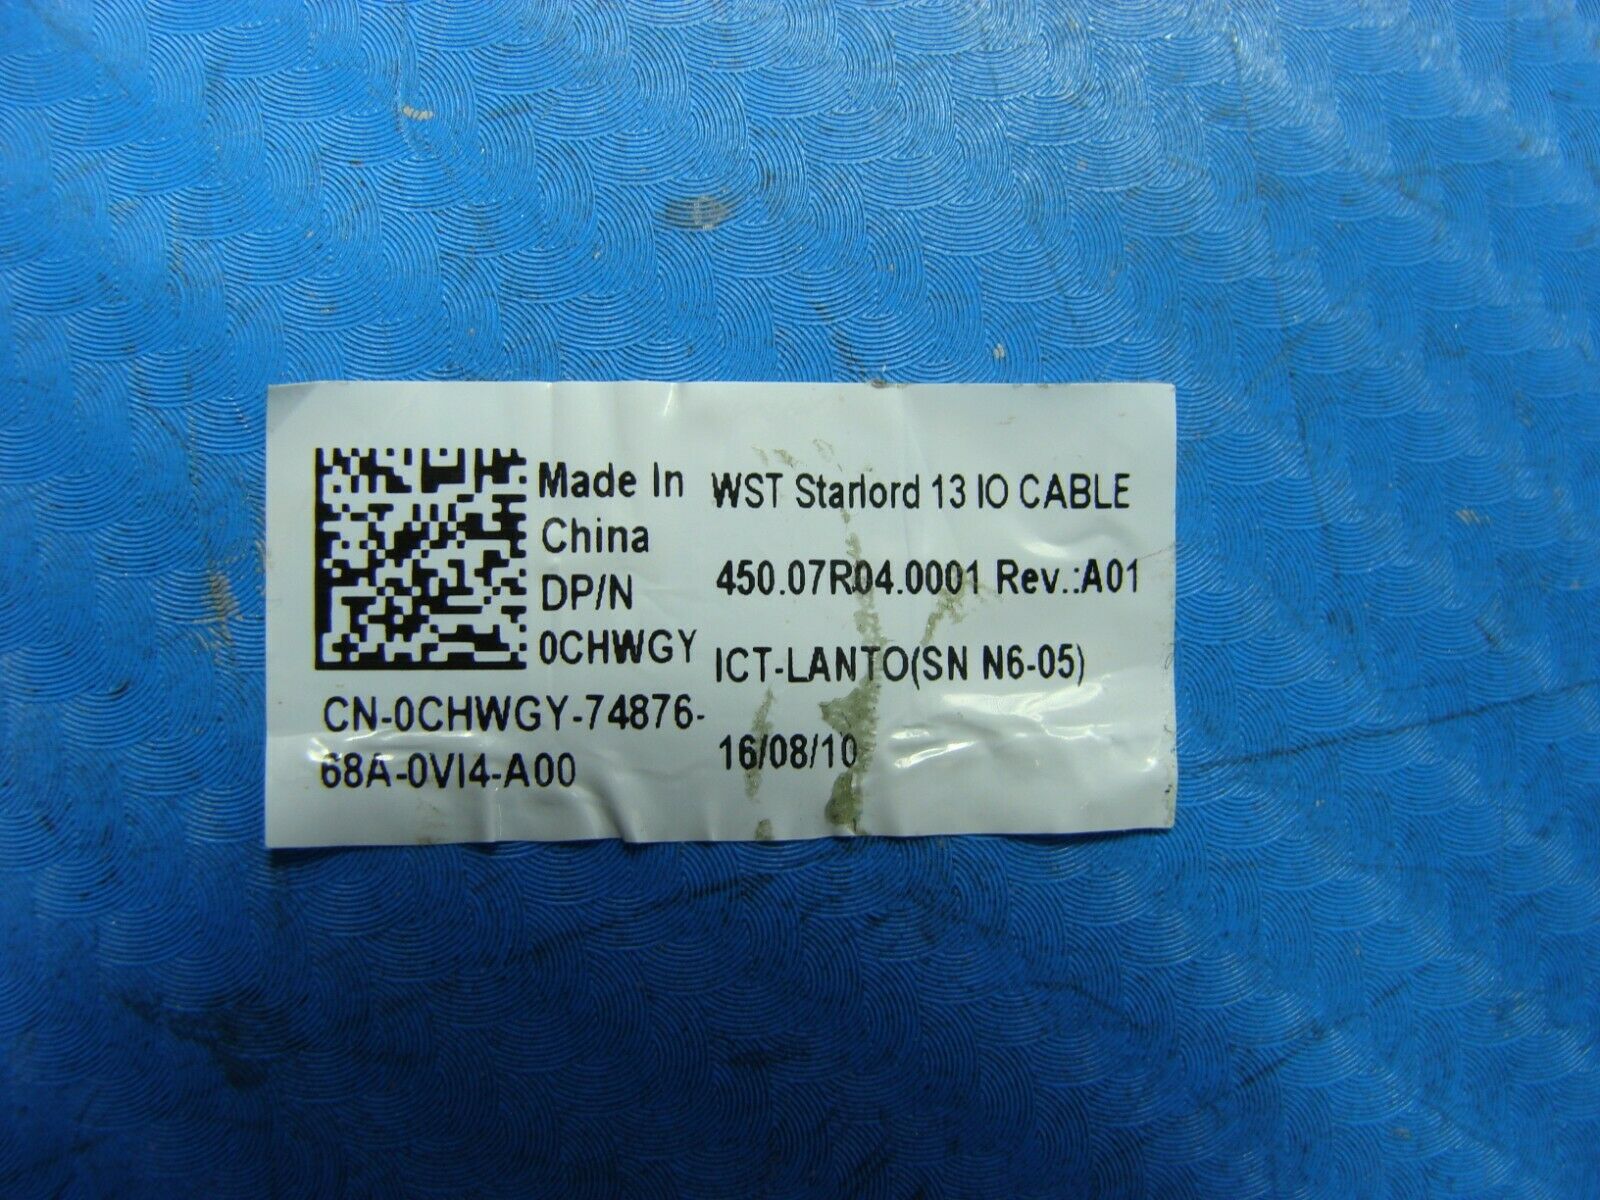 Made In
China
DP/N
0CHWGY
CN-0CHWGY-74876-
68A-0VI4-A00
WST Starlord 13 IO CABLE
450.07R04.0001 Rev.:A01
ICT-LANTO(SN N6-05)
16/08/10